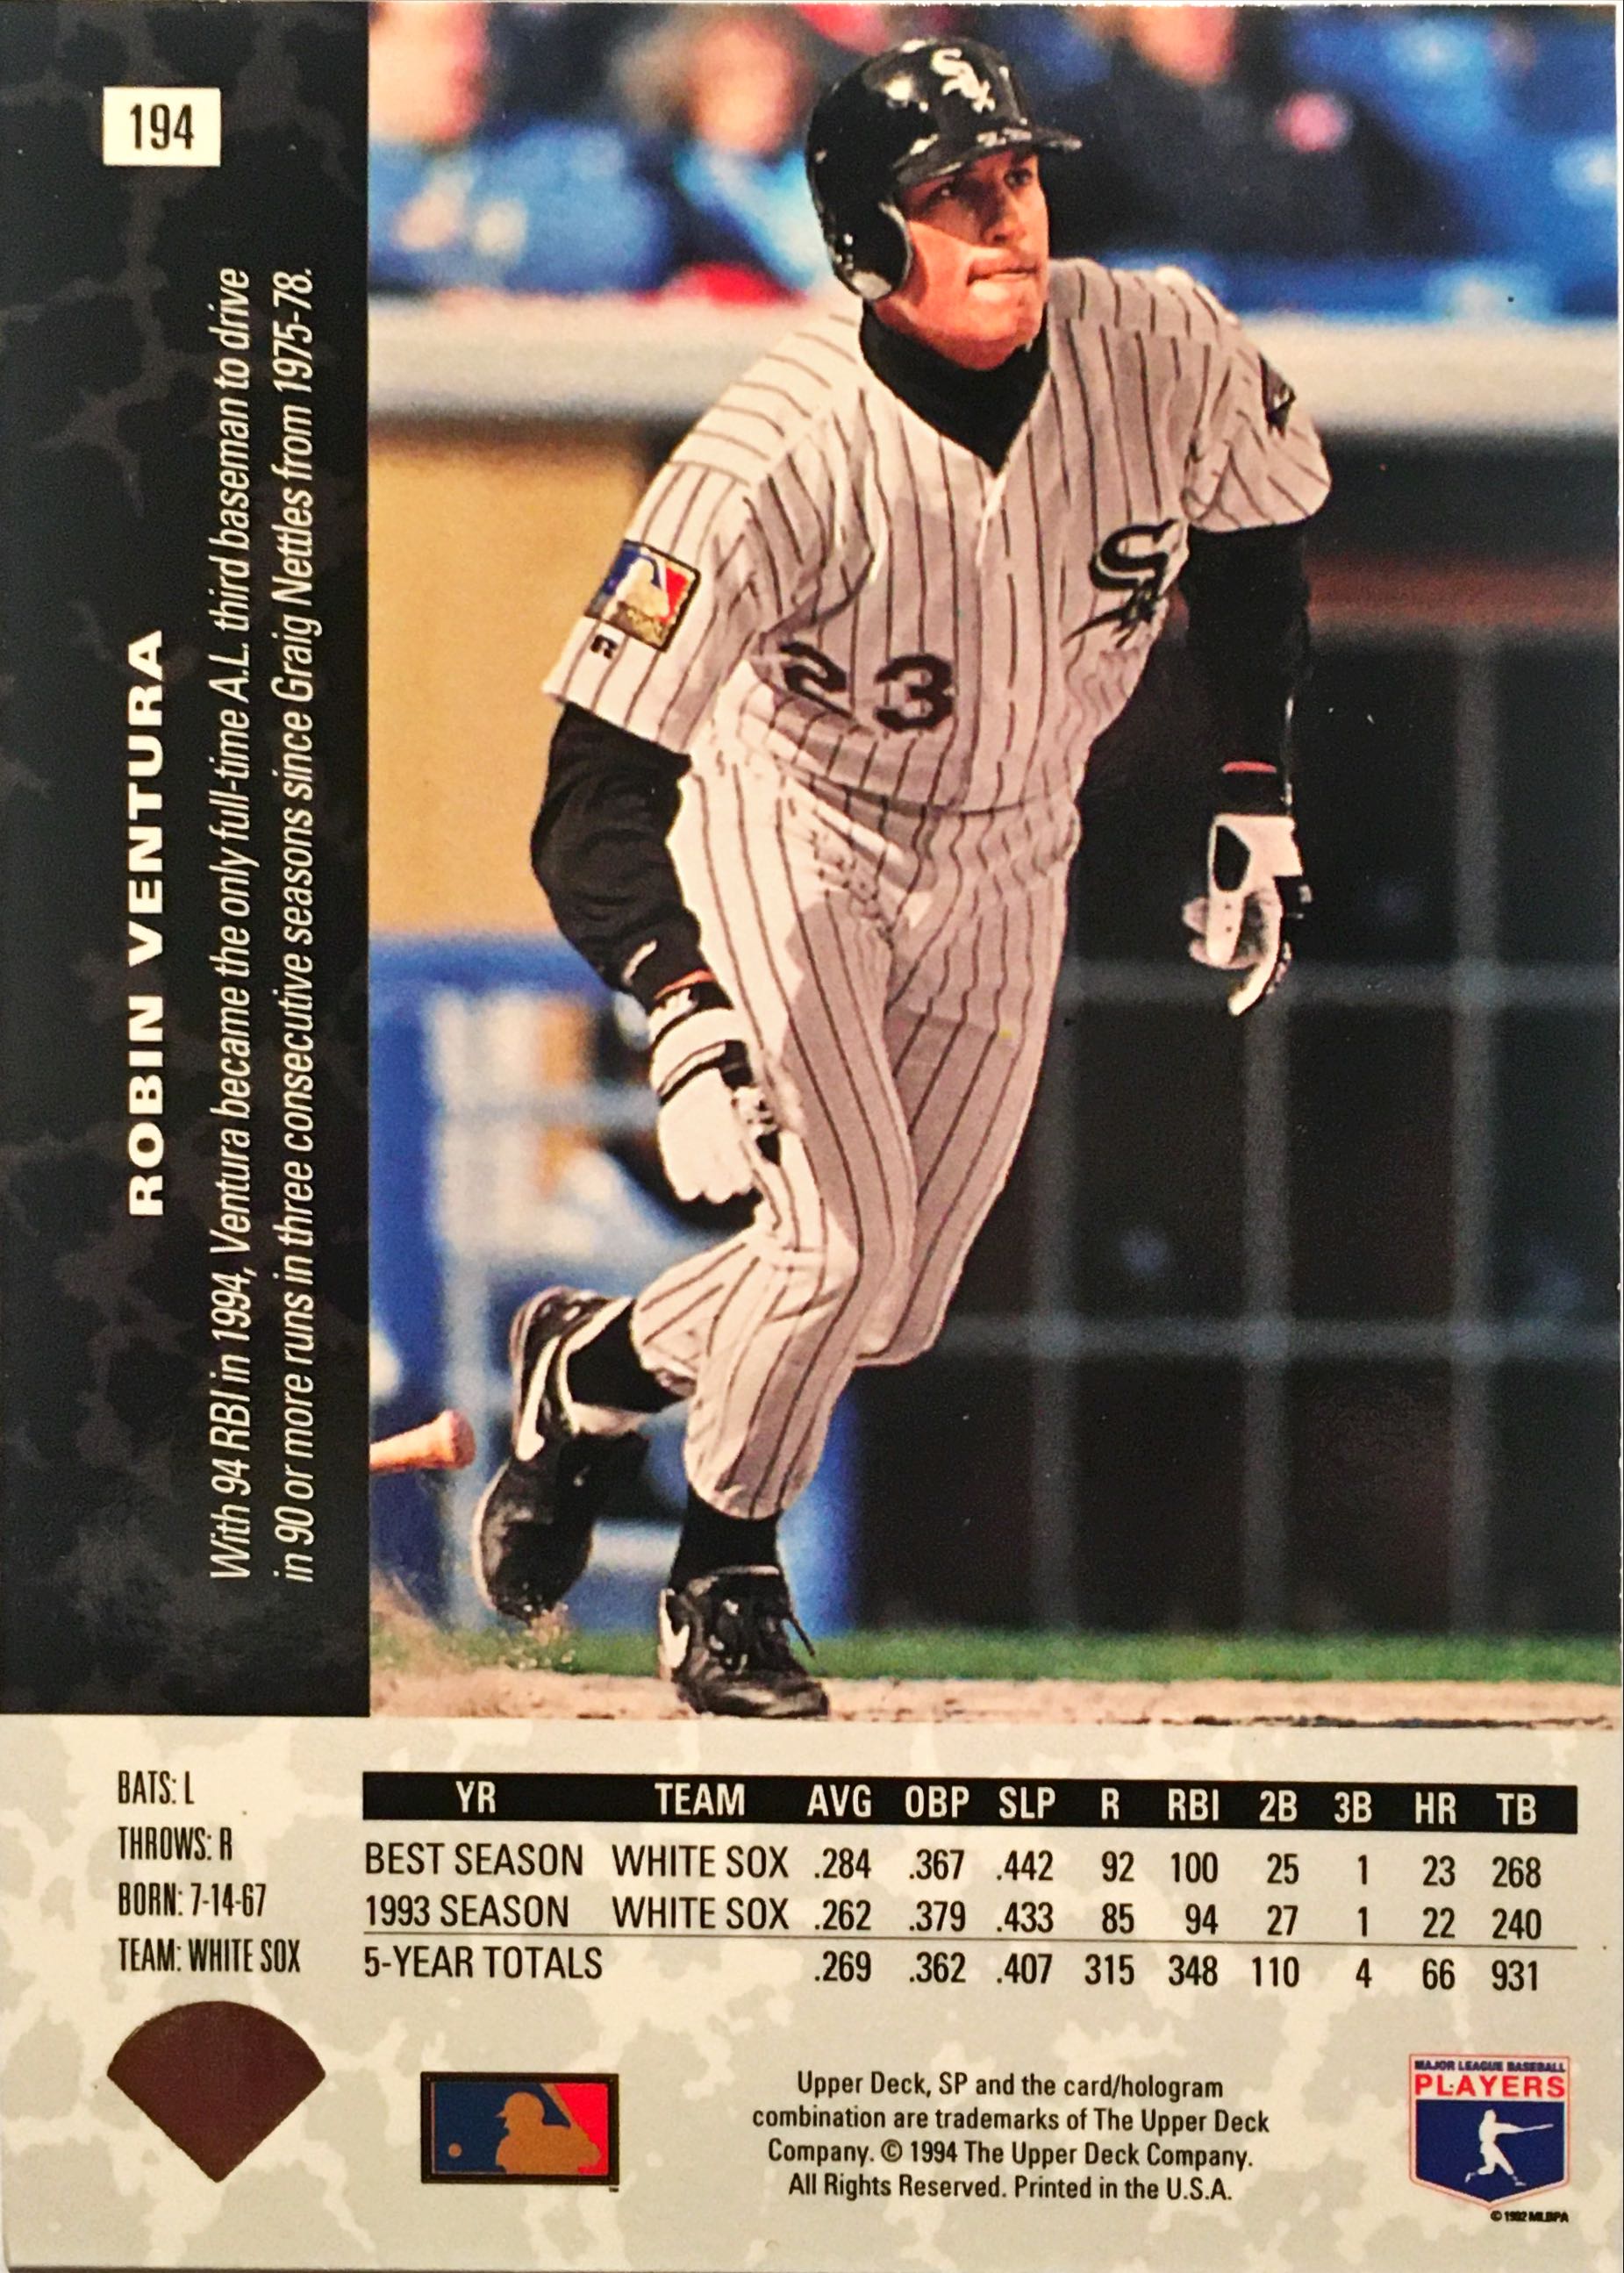 194
ROBIN VENTURA
With 94 RBI in 1994, Ventura became the only full-time A.L. third baseman to drive
in 90 or more runs in three consecutive seasons since Graig Nettles from 1975-78.
Sox
Sox
23
BATS: L
THROWS: R
BORN: 7-14-67
TEAM: WHITE SOX
YR TEAM AVG OBP SLP R RBI 2B 3B HR TB
BEST SEASON WHITE SOX .284 .367 .442 92 100 25 1 23 268
1993 SEASON WHITE SOX .262 .379 .433 85 94 27 1 22 240
5-YEAR TOTALS .269 .362 .407 315 348 110 4 66 931
Upper Deck, SP and the card/hologram
combination are trademarks of The Upper Deck
Company. © 1994 The Upper Deck Company.
All Rights Reserved. Printed in the U.S.A.
MAJOR LEAGUE BASEBALL
PLAYERS
© 1992 MLBPA